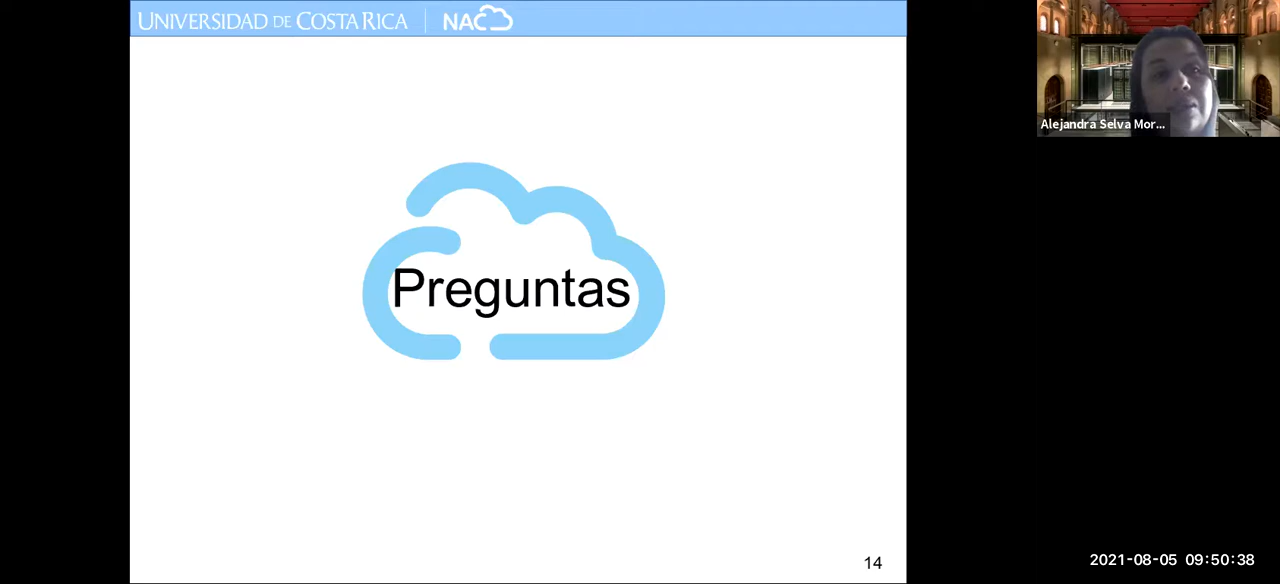 UNIVERSIDAD DE COSTA RICA | NAC
Alejandra Selva Mor...
Preguntas
14
2021-08-05 09:50:38